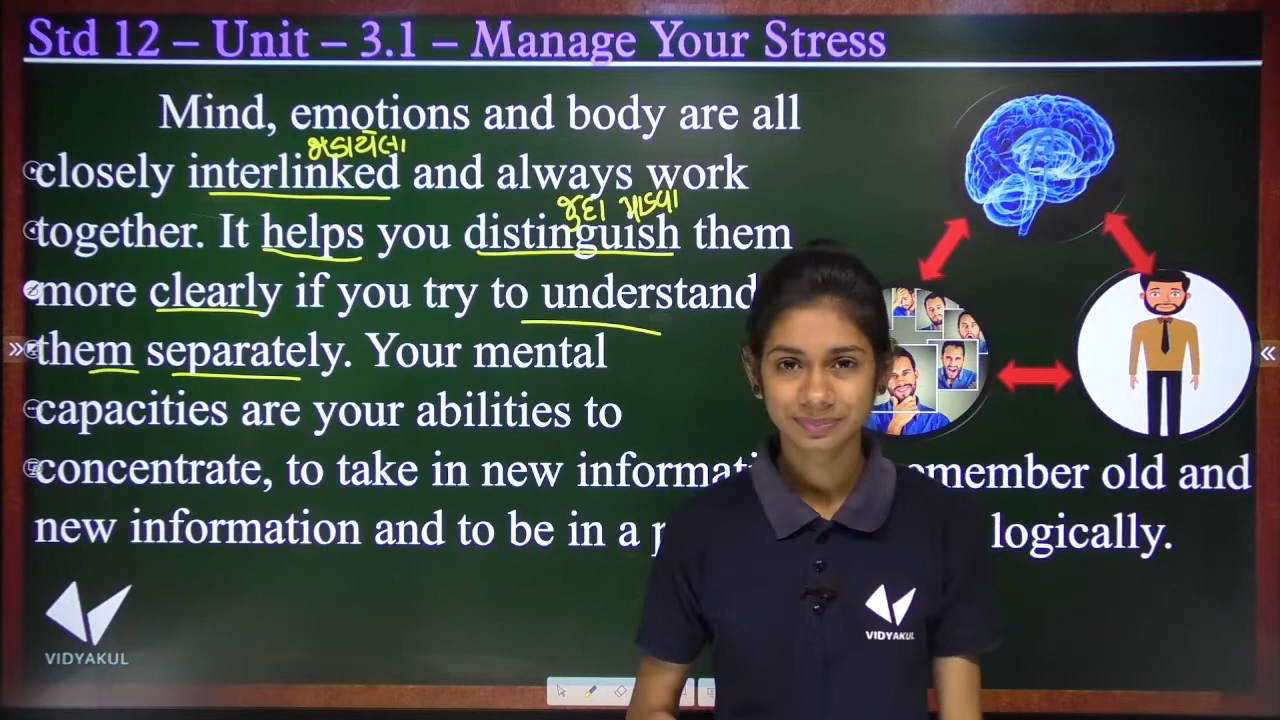 Std 12 – Unit – 3.1 – Manage Your Stress
Mind, emotions and body are all
જોડાયેલા
closely interlinked and always work
જુદા પાડવા
together. It helps you distinguish them
more clearly if you try to understand
them separately. Your mental
capacities are your abilities to
concentrate, to take in new old and
new information and to be in a logically.
VIDYAKUL
VIDYAKUL